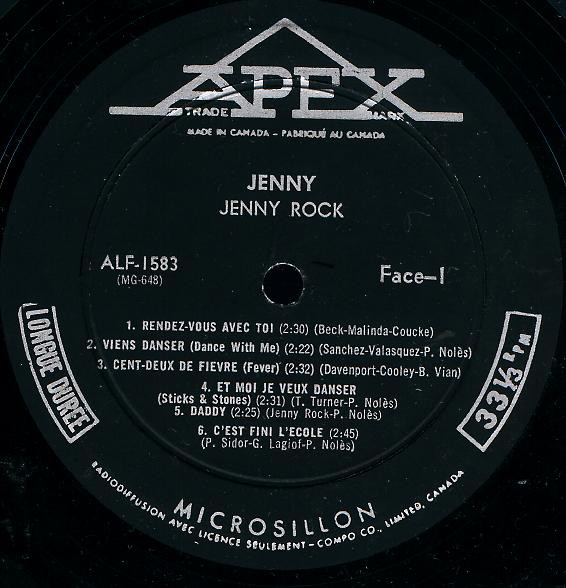 APEX
TRADE MARK
MADE IN CANADA - FABRIQUÉ AU CANADA
JENNY
JENNY ROCK
ALF-1583
(MG-648)
Face-1
1. RENDEZ-VOUS AVEC TOI (2:30) (Beck-Malinda-Coucke)
2. VIENS DANSER (Dance With Me) (2:22) (Sanchez-Valasquez-P. Nolès)
3. CENT-DEUX DE FIEVRE (Fever) (2:32) (Davenport-Cooley-B. Vian)
4. ET MOI JE VEUX DANSER
(Sticks & Stones) (2:31) (T. Turner-P. Nolès)
5. DADDY (2:25) (Jenny Rock-P. Nolès)
6. C'EST FINI L'ECOLE (2:45)
(P. Sidor-G. Lagiof-P. Nolès)
LONGUE DURÉE
33 1/3 RPM
MICROSILLON
RADIODIFFUSION AVEC LICENCE SEULEMENT - COMPO CO., LIMITED, CANADA